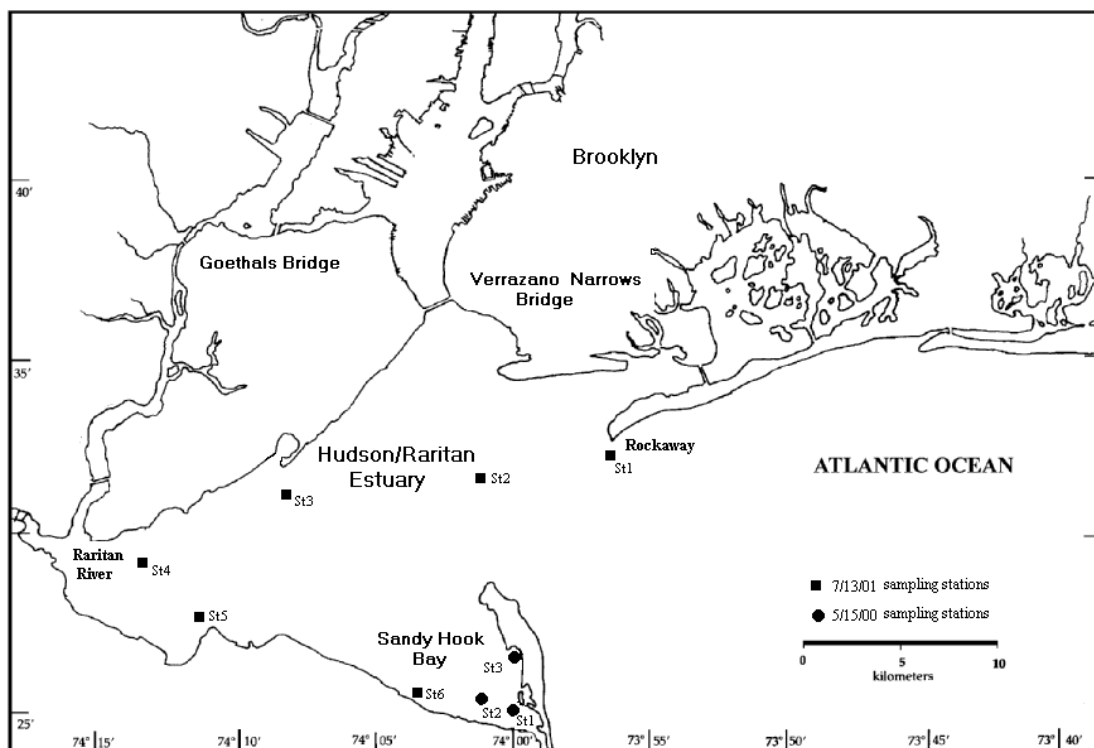 Brooklyn
40'
Goethals Bridge
Verrazano Narrows
Bridge
35'
Rockaway
St1
Hudson/Raritan
Estuary
St2
St3
ATLANTIC OCEAN
Raritan
River
St4
St5
7/13/01 sampling stations
5/15/00 sampling stations
Sandy Hook
Bay
St3
0 5 10
kilometers
St6
St2
St1
25'
74° 15' 74° 10' 74° 05' 74° 00' 73° 55' 73° 50' 73° 45' 73° 40'